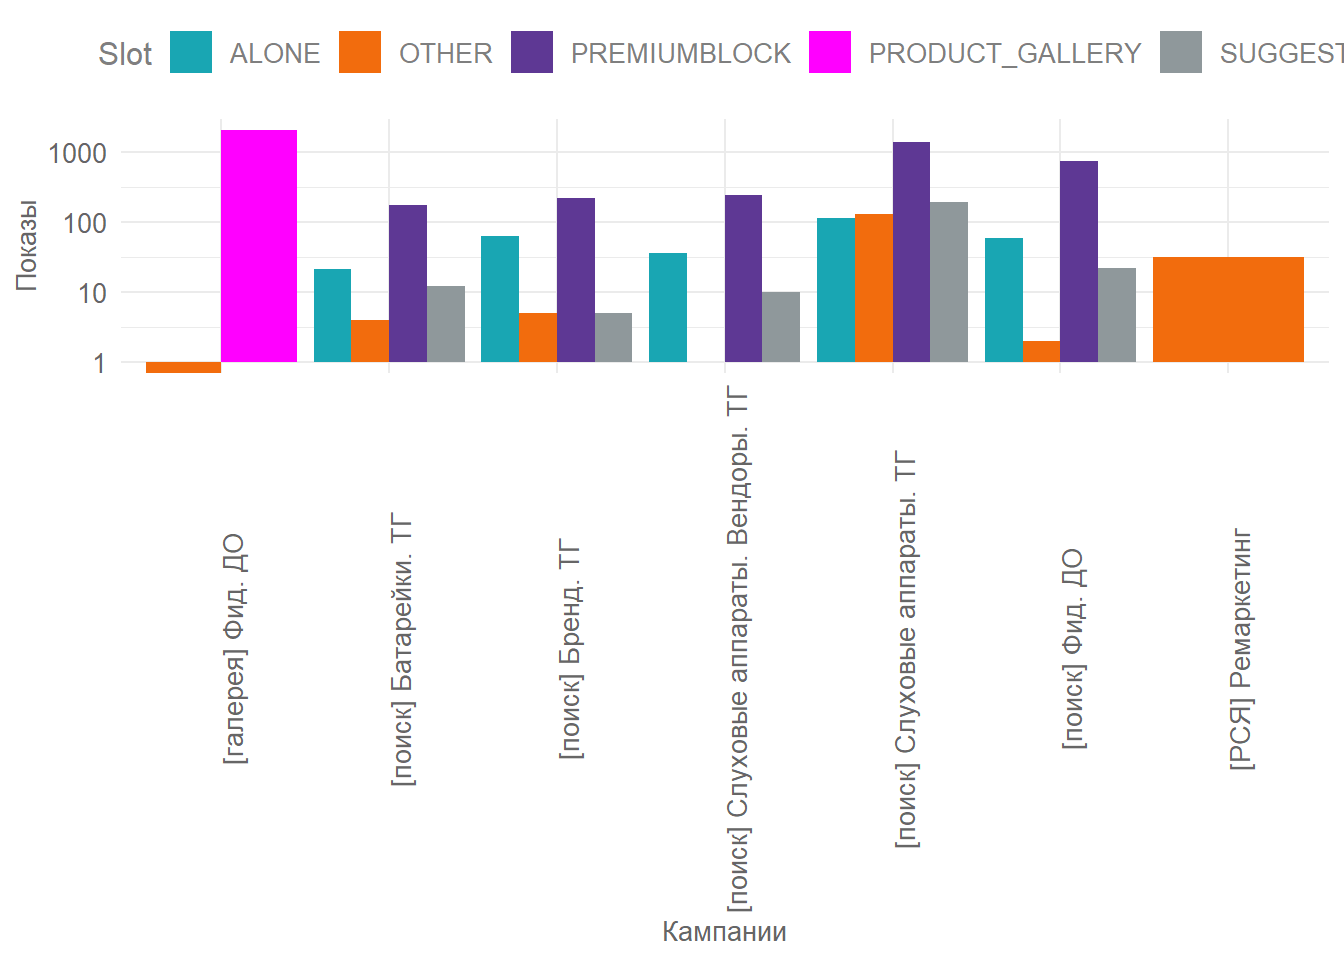 Slot ALONE OTHER PREMIUMBLOCK PRODUCT_GALLERY SUGGEST
Показы
1000
100
10
1
[галерея] Фид. ДО
[поиск] Батарейки. ТГ
[поиск] Бренд. ТГ
[поиск] Слуховые аппараты. Вендоры. ТГ
[поиск] Слуховые аппараты. ТГ
[поиск] Фид. ДО
[РСЯ] Ремаркетинг
Кампании